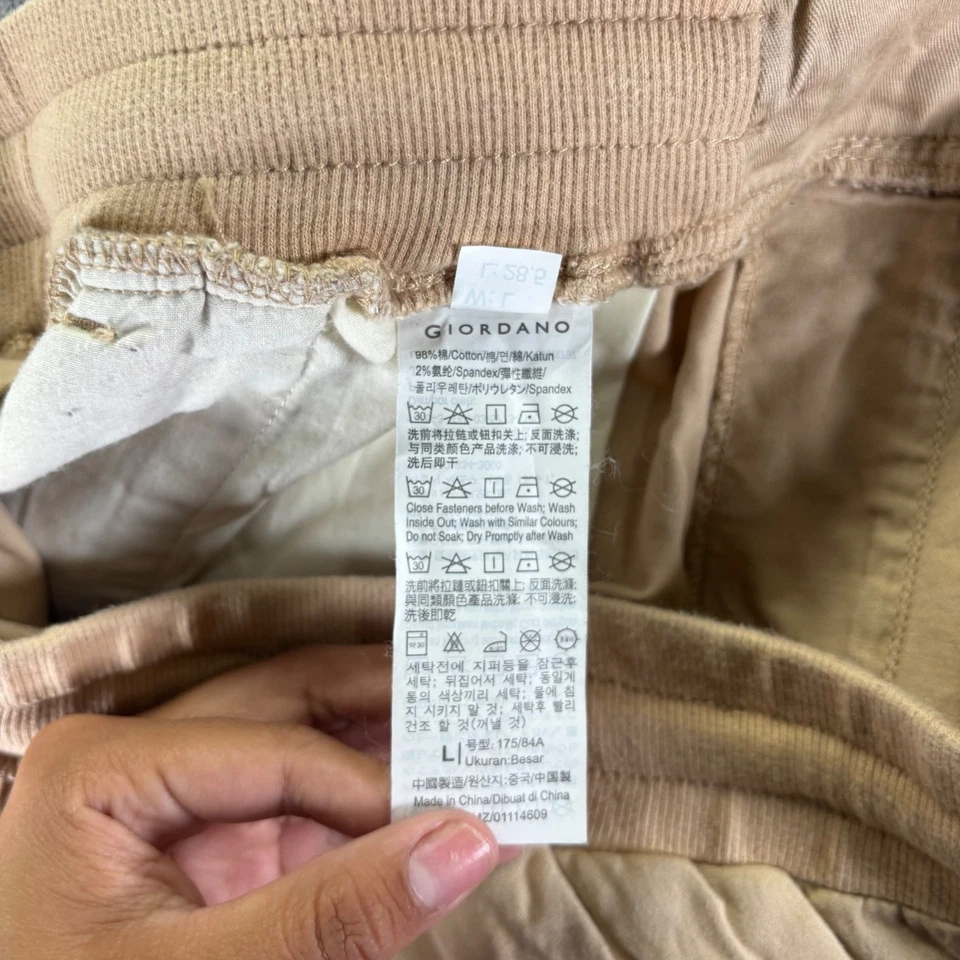 L: 28.5
W: L
GIORDANO
98%棉/Cotton/棉/면/綿/Katun
2%氨纶/Spandex/彈性纖維/
폴리우레탄/ポリウレタン/Spandex
30
洗前将拉链或钮扣关上; 反面洗涤;
与同类颜色产品洗涤; 不可浸洗;
洗后即干
30
Close Fasteners before Wash; Wash
Inside Out; Wash with Similar Colours;
Do not Soak; Dry Promptly after Wash
30
洗前將拉鏈或鈕扣關上; 反面洗滌;
與同類顏色產品洗滌; 不可浸洗;
洗後即乾
세탁전에 지퍼등을 잠근후
세탁; 뒤집어서 세탁; 동일계
통의 색상끼리 세탁; 물에 침
지 시키지 말 것; 세탁후 빨리
건조 할 것(꺼낼 것)
L 号型: 175/84A
Ukuran:Besar
中國製造/원산지:중국/中国製
Made in China/Dibuat di China
MZ/01114609